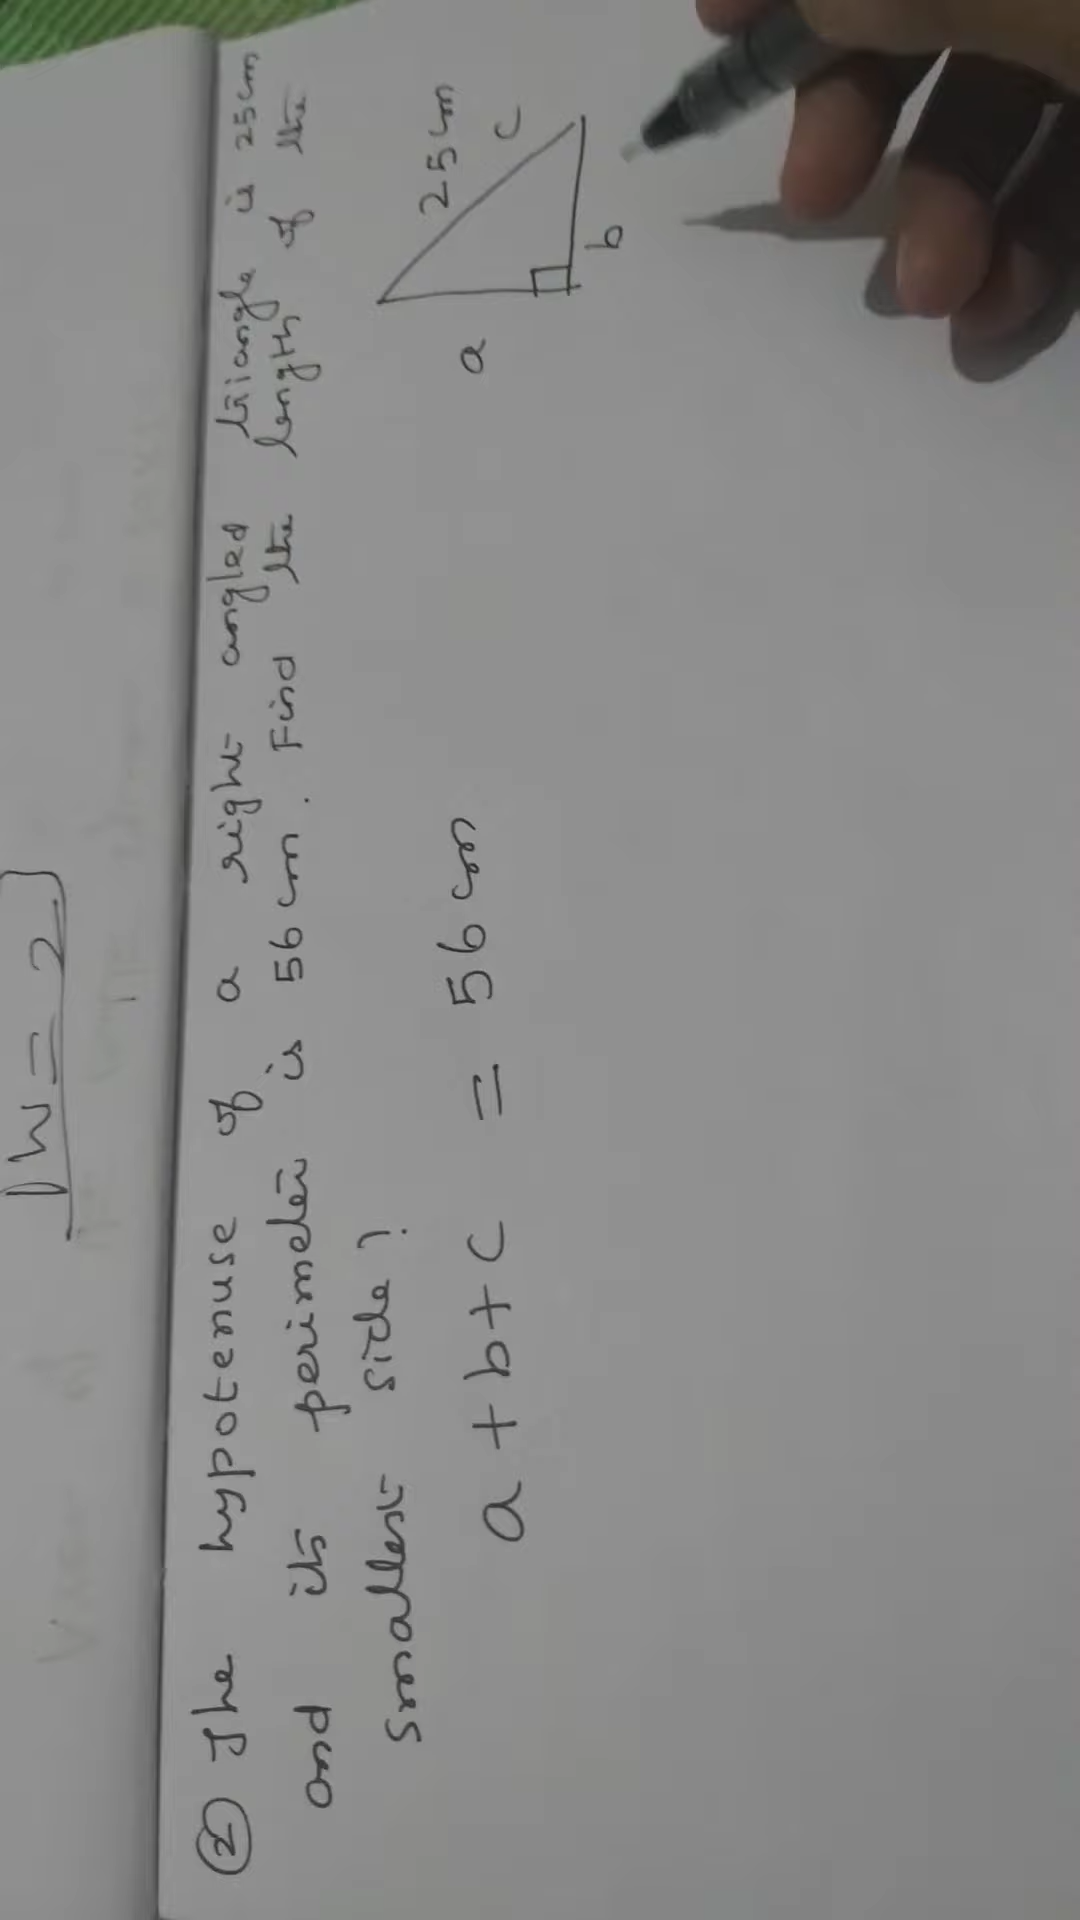 W = 2
② The hypotenuse of a right angled triangle is 25cm
and its perimeter is 56 cm. Find the length of the
smallest side?
25 cm
c
a
b
a + b + c = 56 cm